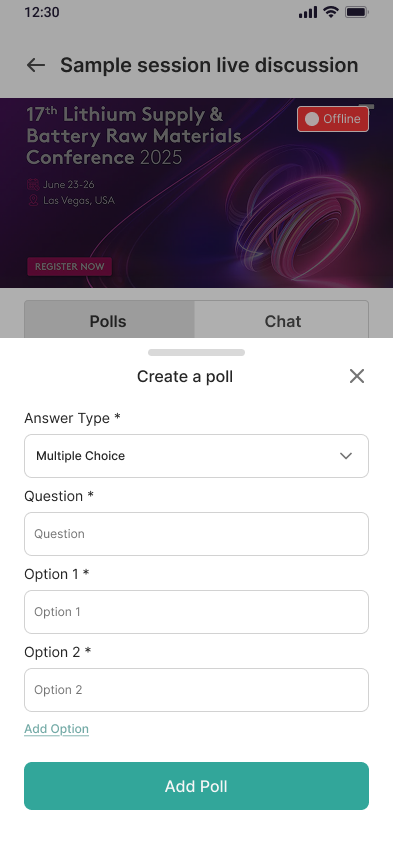 12:30
Sample session live discussion
17th Lithium Supply &
Battery Raw Materials
Conference 2025
Offline
June 23-26
Las Vegas, USA
REGISTER NOW
Polls
Chat
Create a poll
Answer Type *
Multiple Choice
Question *
Question
Option 1 *
Option 1
Option 2 *
Option 2
Add Option
Add Poll